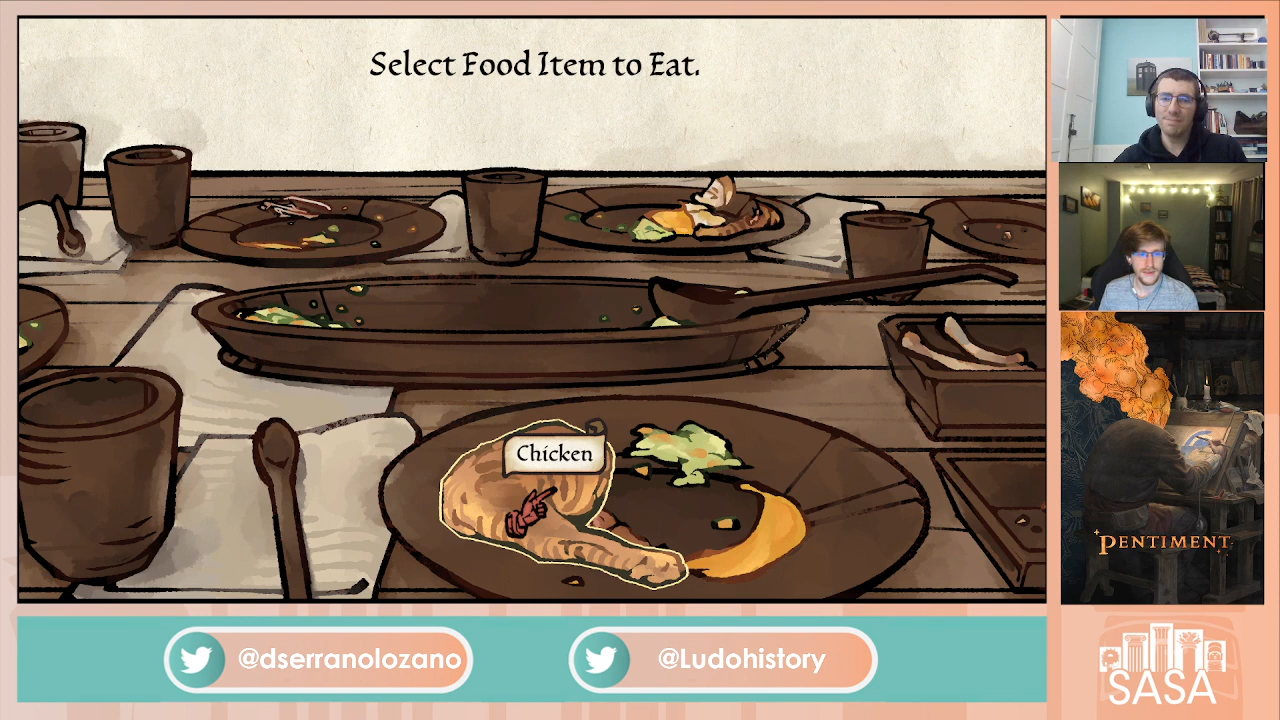 Select Food Item to Eat.
Chicken
PENTIMENT
@dserranolozano
@Ludohistory
SASA